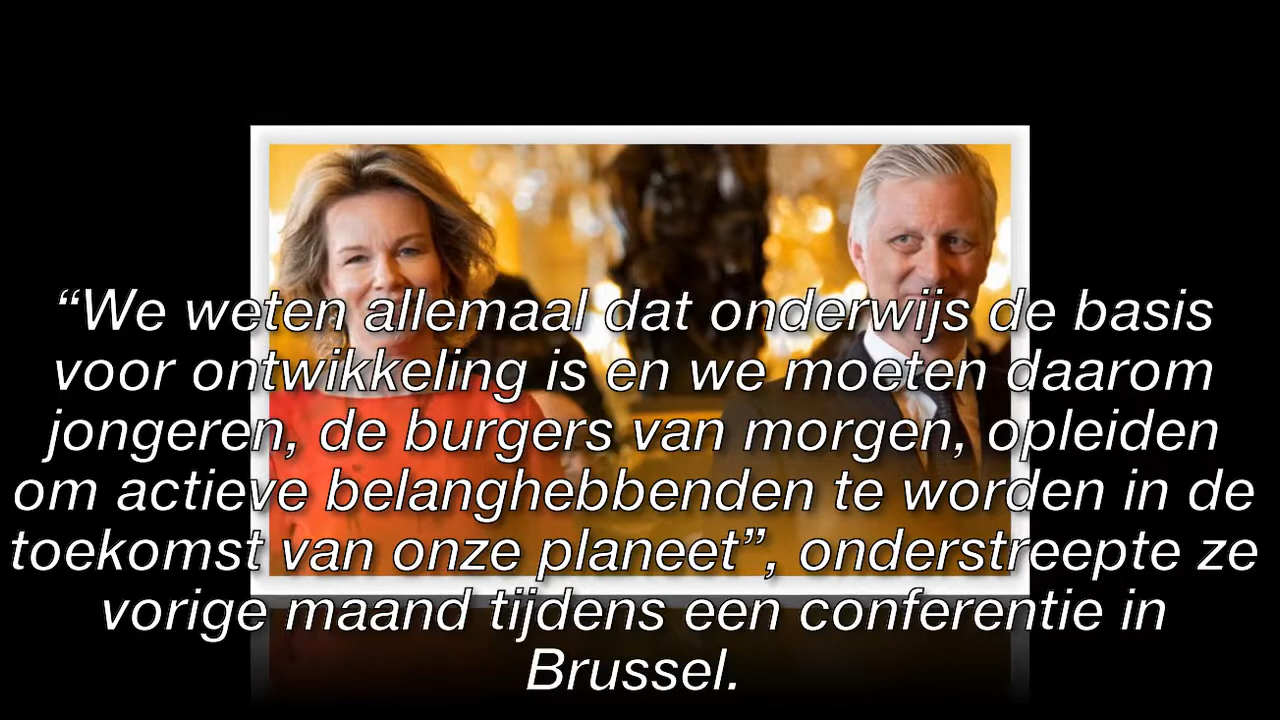 “We weten allemaal dat onderwijs de basis
voor ontwikkeling is en we moeten daarom
jongeren, de burgers van morgen, opleiden
om actieve belanghebbenden te worden in de
toekomst van onze planeet”, onderstreepte ze
vorige maand tijdens een conferentie in
Brussel.